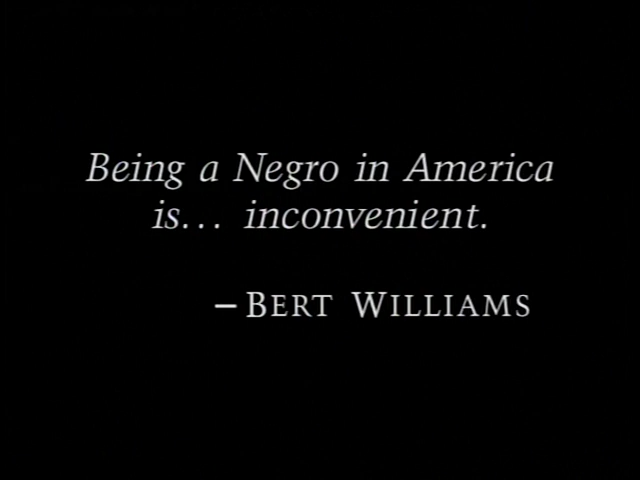 Being a Negro in America
is... inconvenient.
– BERT WILLIAMS